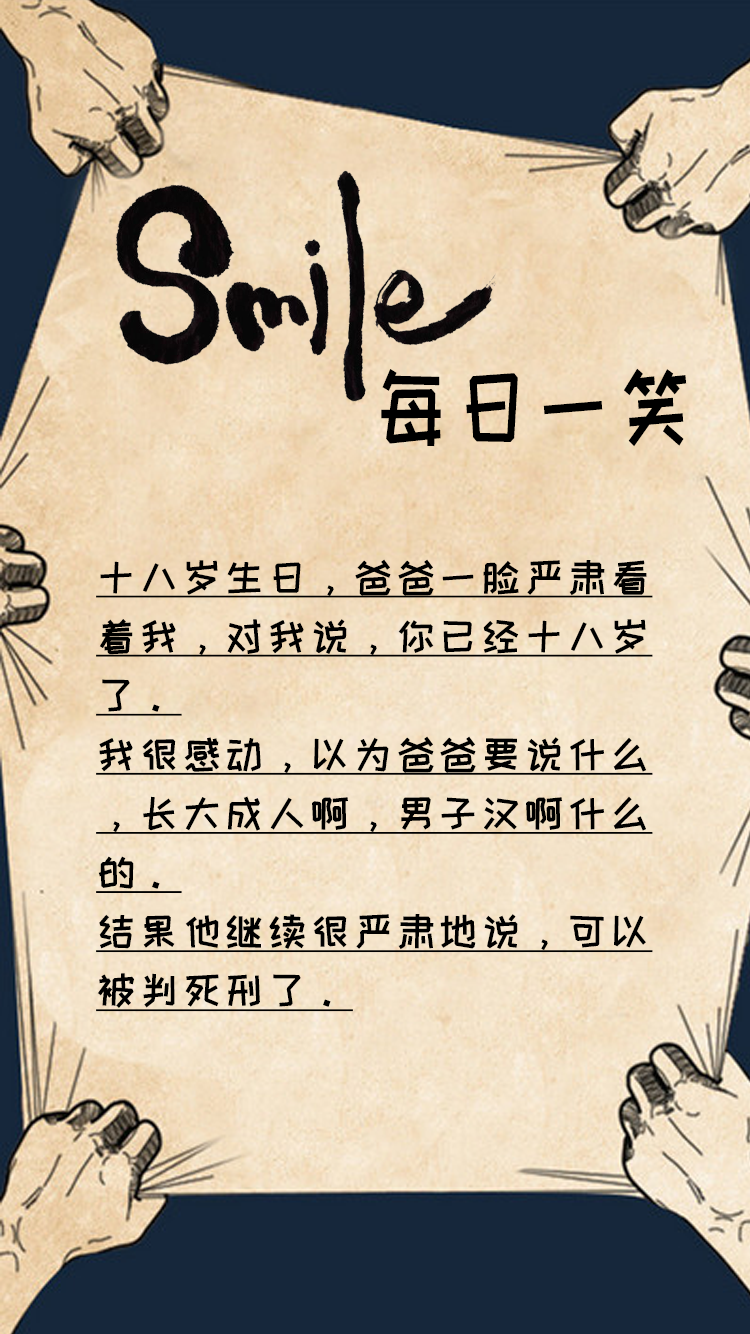 Smile
每日一笑
十八岁生日，爸爸一脸严肃看
着我，对我说，你已经十八岁
了．
我很感动，以为爸爸要说什么
，长大成人啊，男子汉啊什么
的．
结果他继续很严肃地说，可以
被判死刑了．